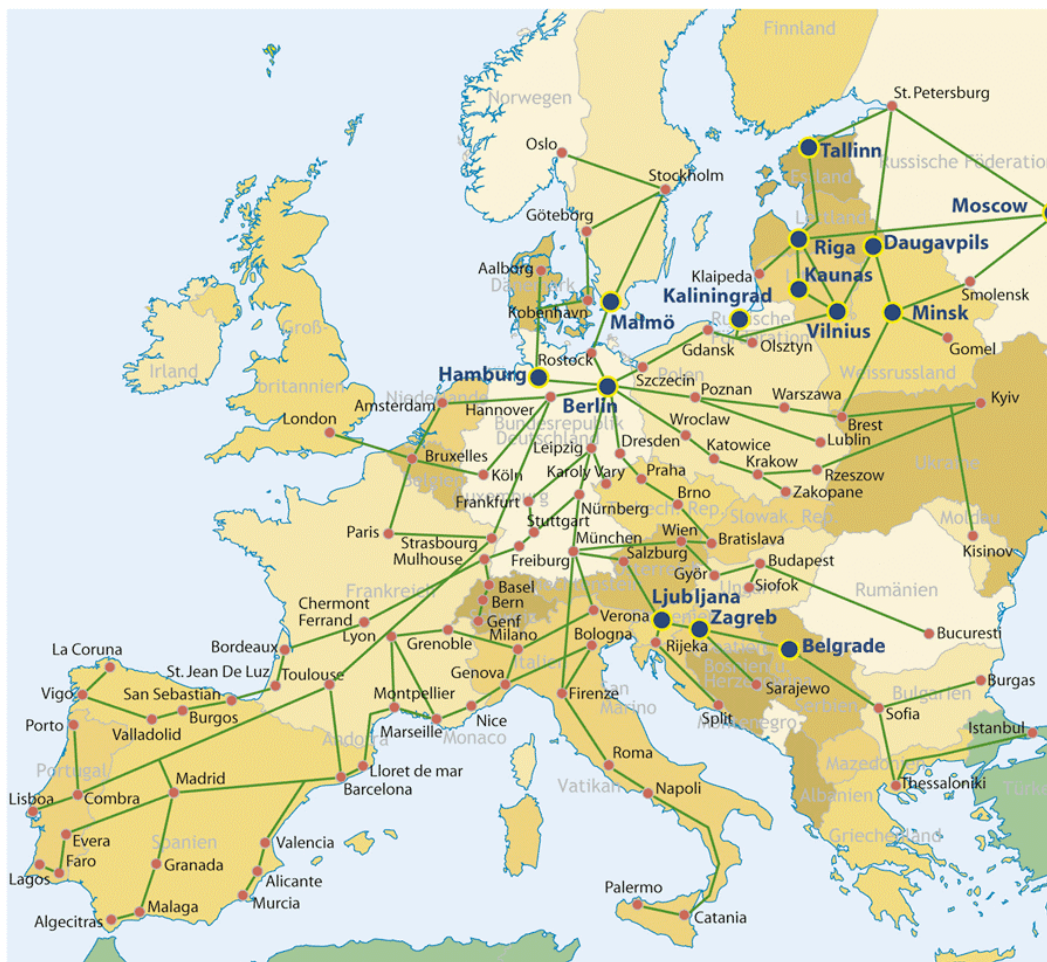 Finnland
Norwegen
St. Petersburg
Oslo
Tallinn
Estland
Russische Föderation
Stockholm
Moscow
Göteborg
Lettland
Riga
Daugavpils
Aalborg
Dänemark
Klaipeda
Kaunas
Kaliningrad
Smolensk
Kobenhavn
Malmö
Russische
Föderation
Vilnius
Minsk
Groß-
britannien
Irland
Rostock
Gdansk
Olsztyn
Gomel
Hamburg
Szczecin
Polen
Weissrussland
Niederlande
Poznan
Warszawa
Kyiv
Amsterdam
Hannover
Berlin
London
Bundesrepublik
Deutschland
Wroclaw
Brest
Dresden
Lublin
Leipzig
Katowice
Bruxelles
Belgien
Köln
Karoly Vary
Praha
Krakow
Rzeszow
Ukraine
Luxemburg
Frankfurt
Tschech. Rep.
Brno
Zakopane
Nürnberg
Slowak. Rep.
Moldau
Stuttgart
Paris
Strasbourg
München
Wien
Bratislava
Kisinov
Mulhouse
Freiburg
Salzburg
Budapest
Györ
Ungarn
Siofok
Rumänien
Frankreich
Basel
Bern
Genf
Ljubljana
Zagreb
Chermont
Ferrand
Verona
Lyon
Grenoble
Milano
Bologna
Rijeka
Belgrade
Bucuresti
Bordeaux
La Coruna
St. Jean De Luz
Toulouse
Genova
Italien
Bosnien u.
Herzegowina
Sarajewo
Serbien
Bulgarien
Burgas
Vigo
San Sebastian
Montpellier
Firenze
San
Marino
Porto
Burgos
Nice
Split
Montenegro
Sofia
Istanbul
Valladolid
Marseille
Monaco
Andorra
Roma
Portugal
Lloret de mar
Mazedonien
Madrid
Barcelona
Vatikan
Napoli
Albanien
Thessaloniki
Türkei
Lisboa
Combra
Evera
Spanien
Valencia
Griechenland
Faro
Granada
Lagos
Alicante
Murcia
Palermo
Algecitras
Malaga
Catania